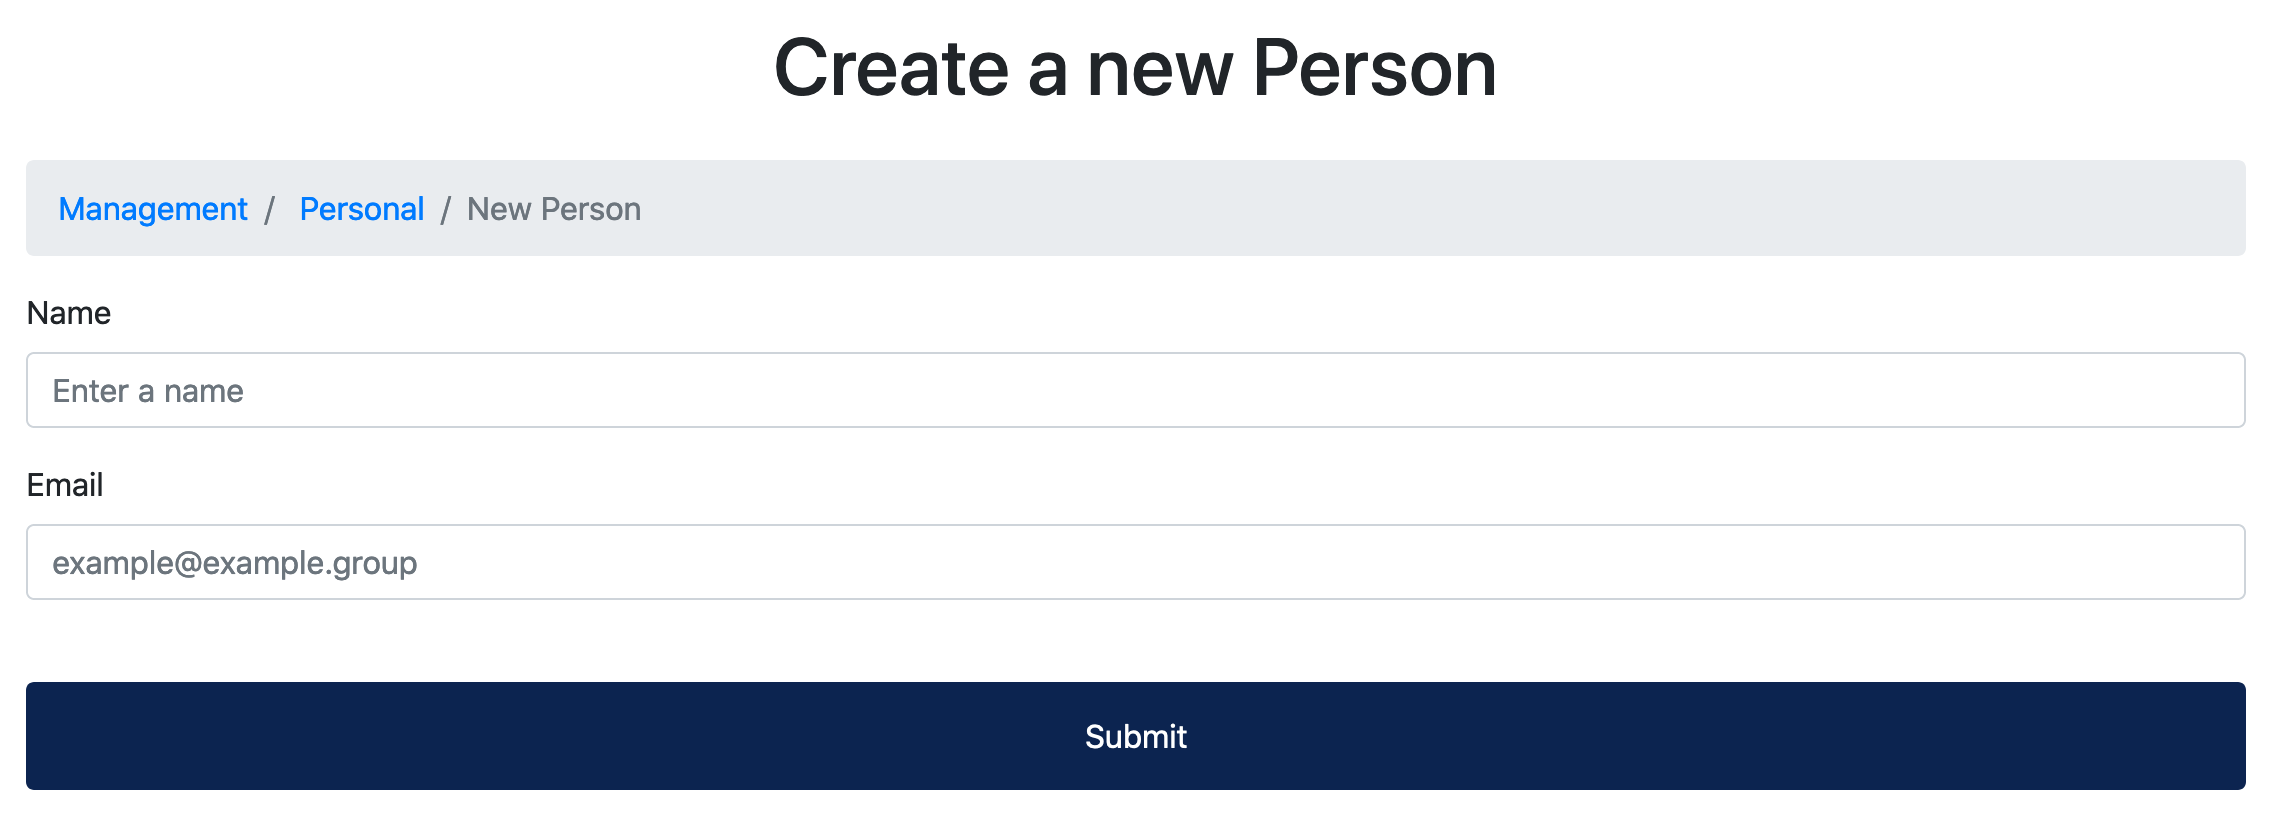 Create a new Person
Management / Personal / New Person
Name
Enter a name
Email
example@example.group
Submit